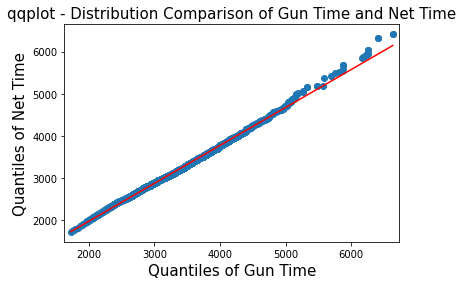 qqplot - Distribution Comparison of Gun Time and Net Time
6000
5000
4000
3000
2000
Quantiles of Net Time
2000 3000 4000 5000 6000
Quantiles of Gun Time